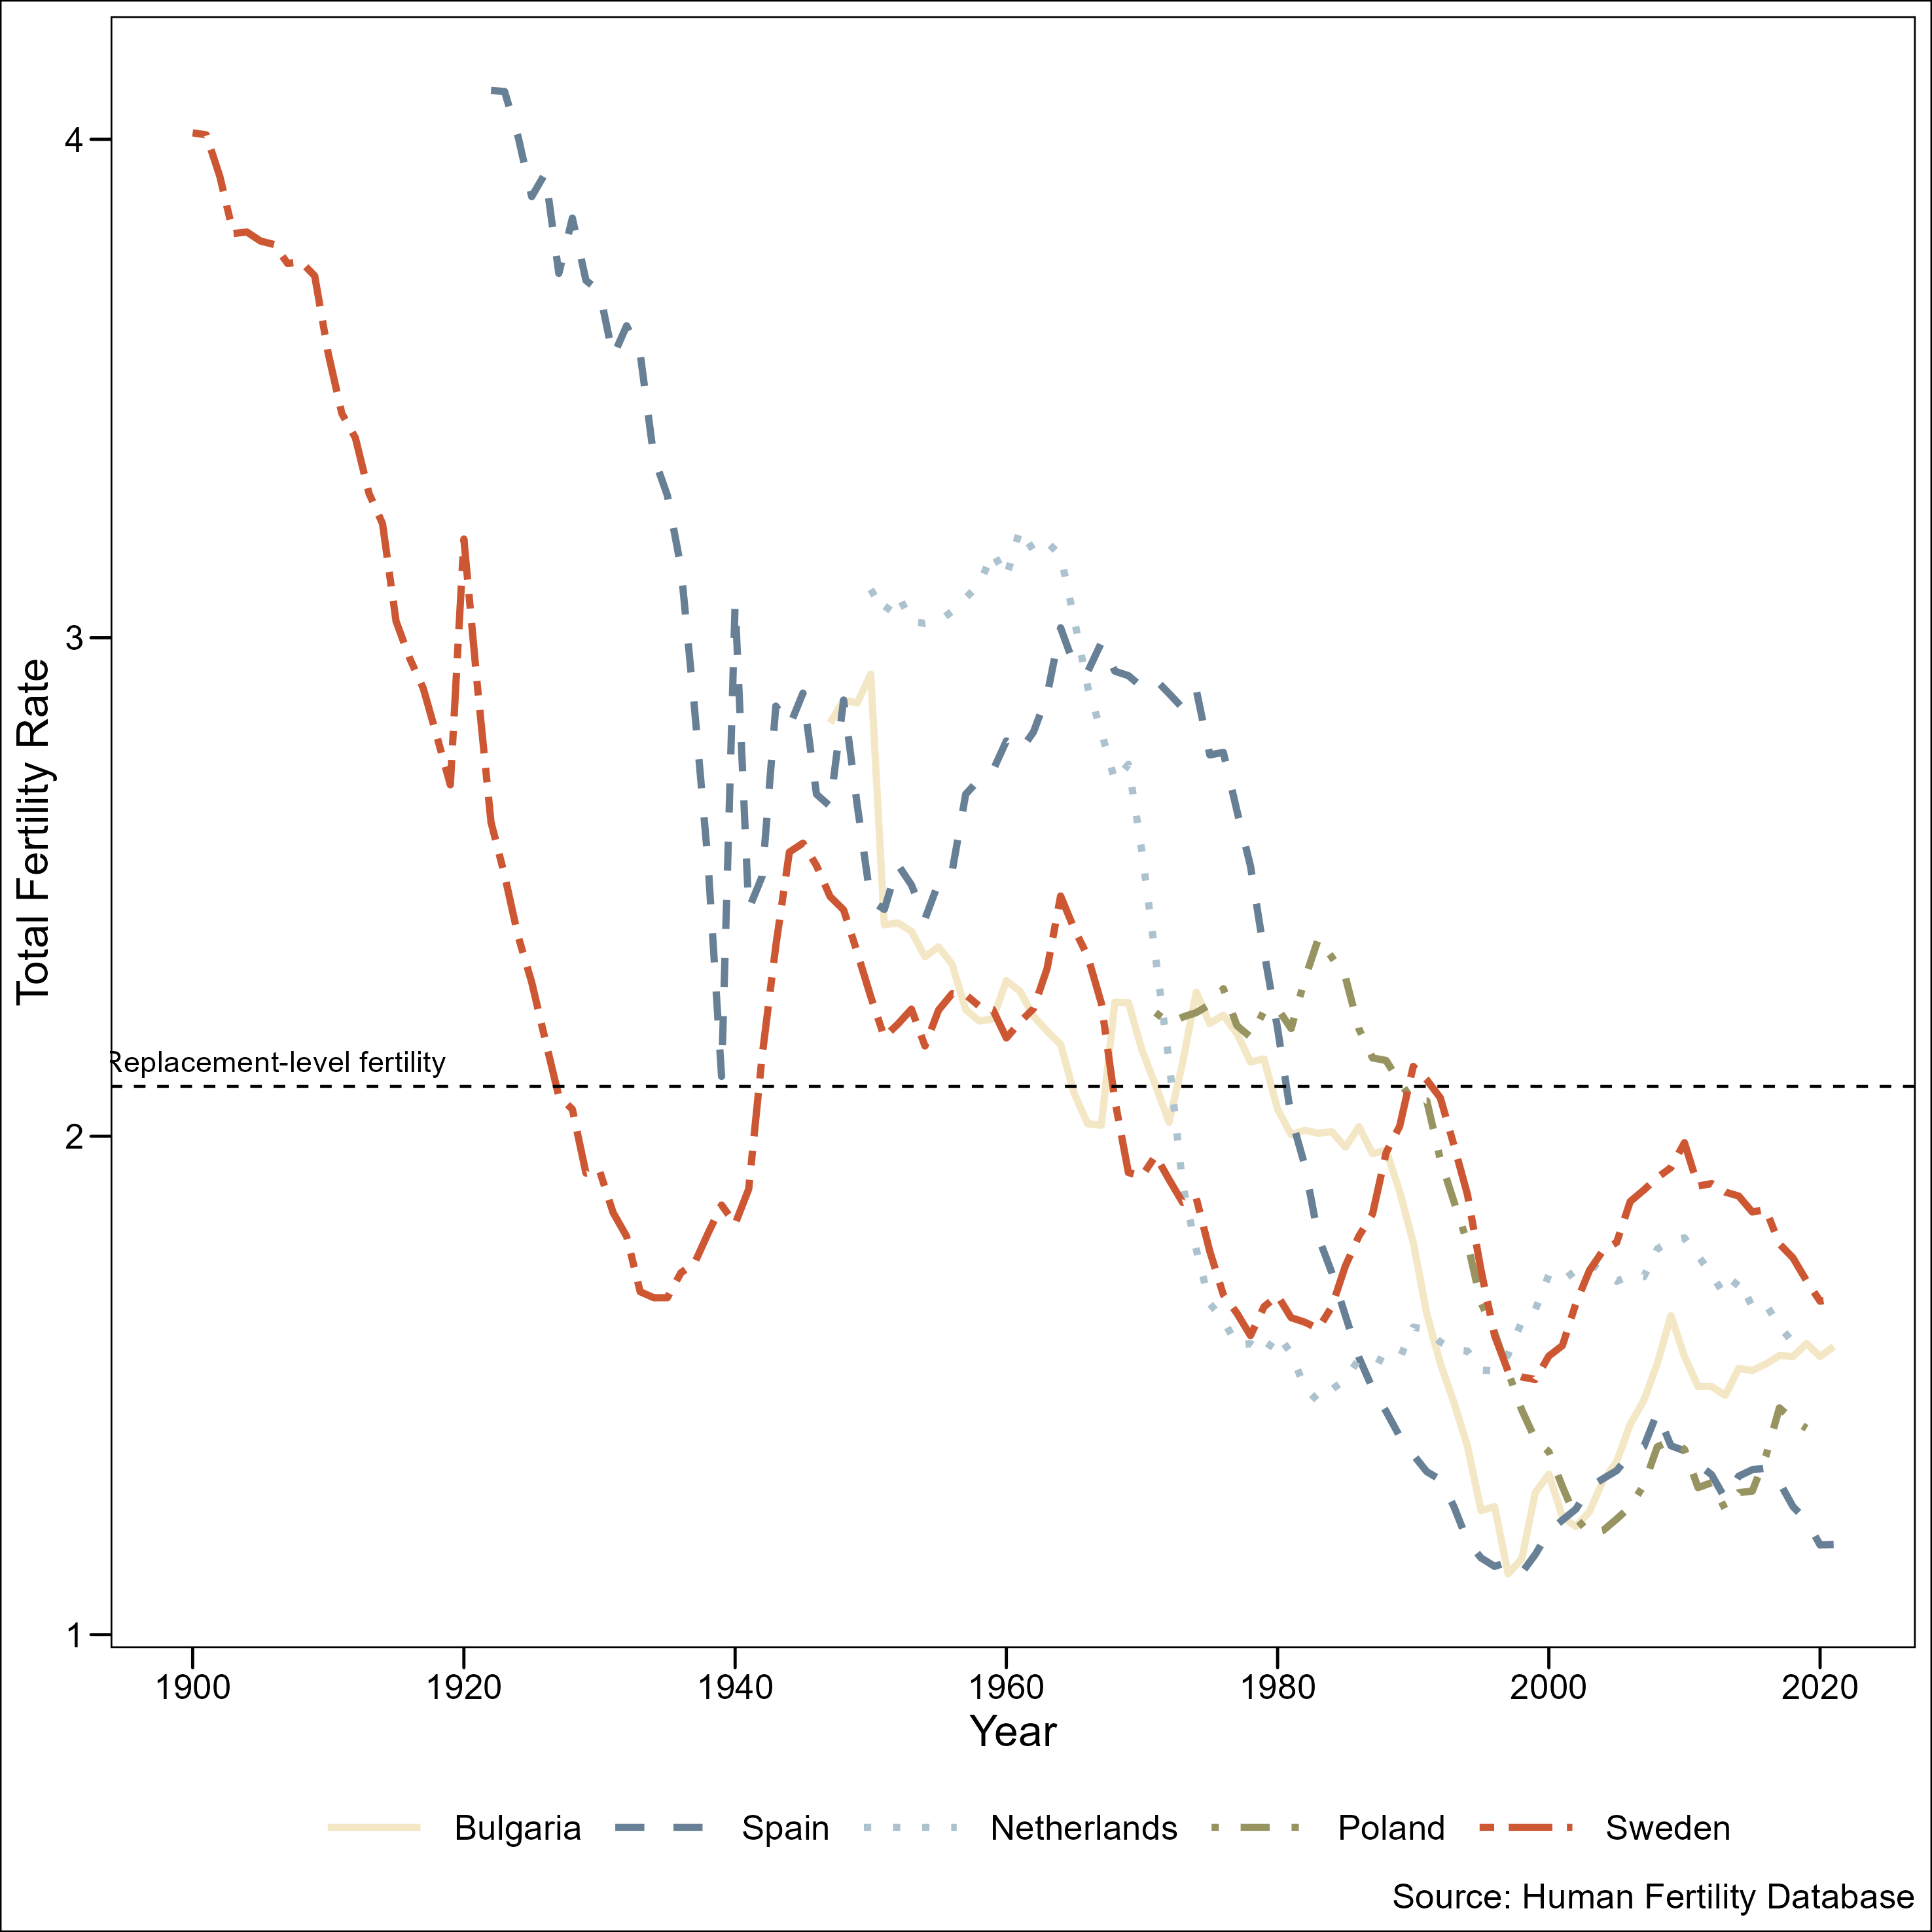 4
3
2
1
Total Fertility Rate
Replacement-level fertility
1900 1920 1940 1960 1980 2000 2020
Year
Bulgaria Spain Netherlands Poland Sweden
Source: Human Fertility Database